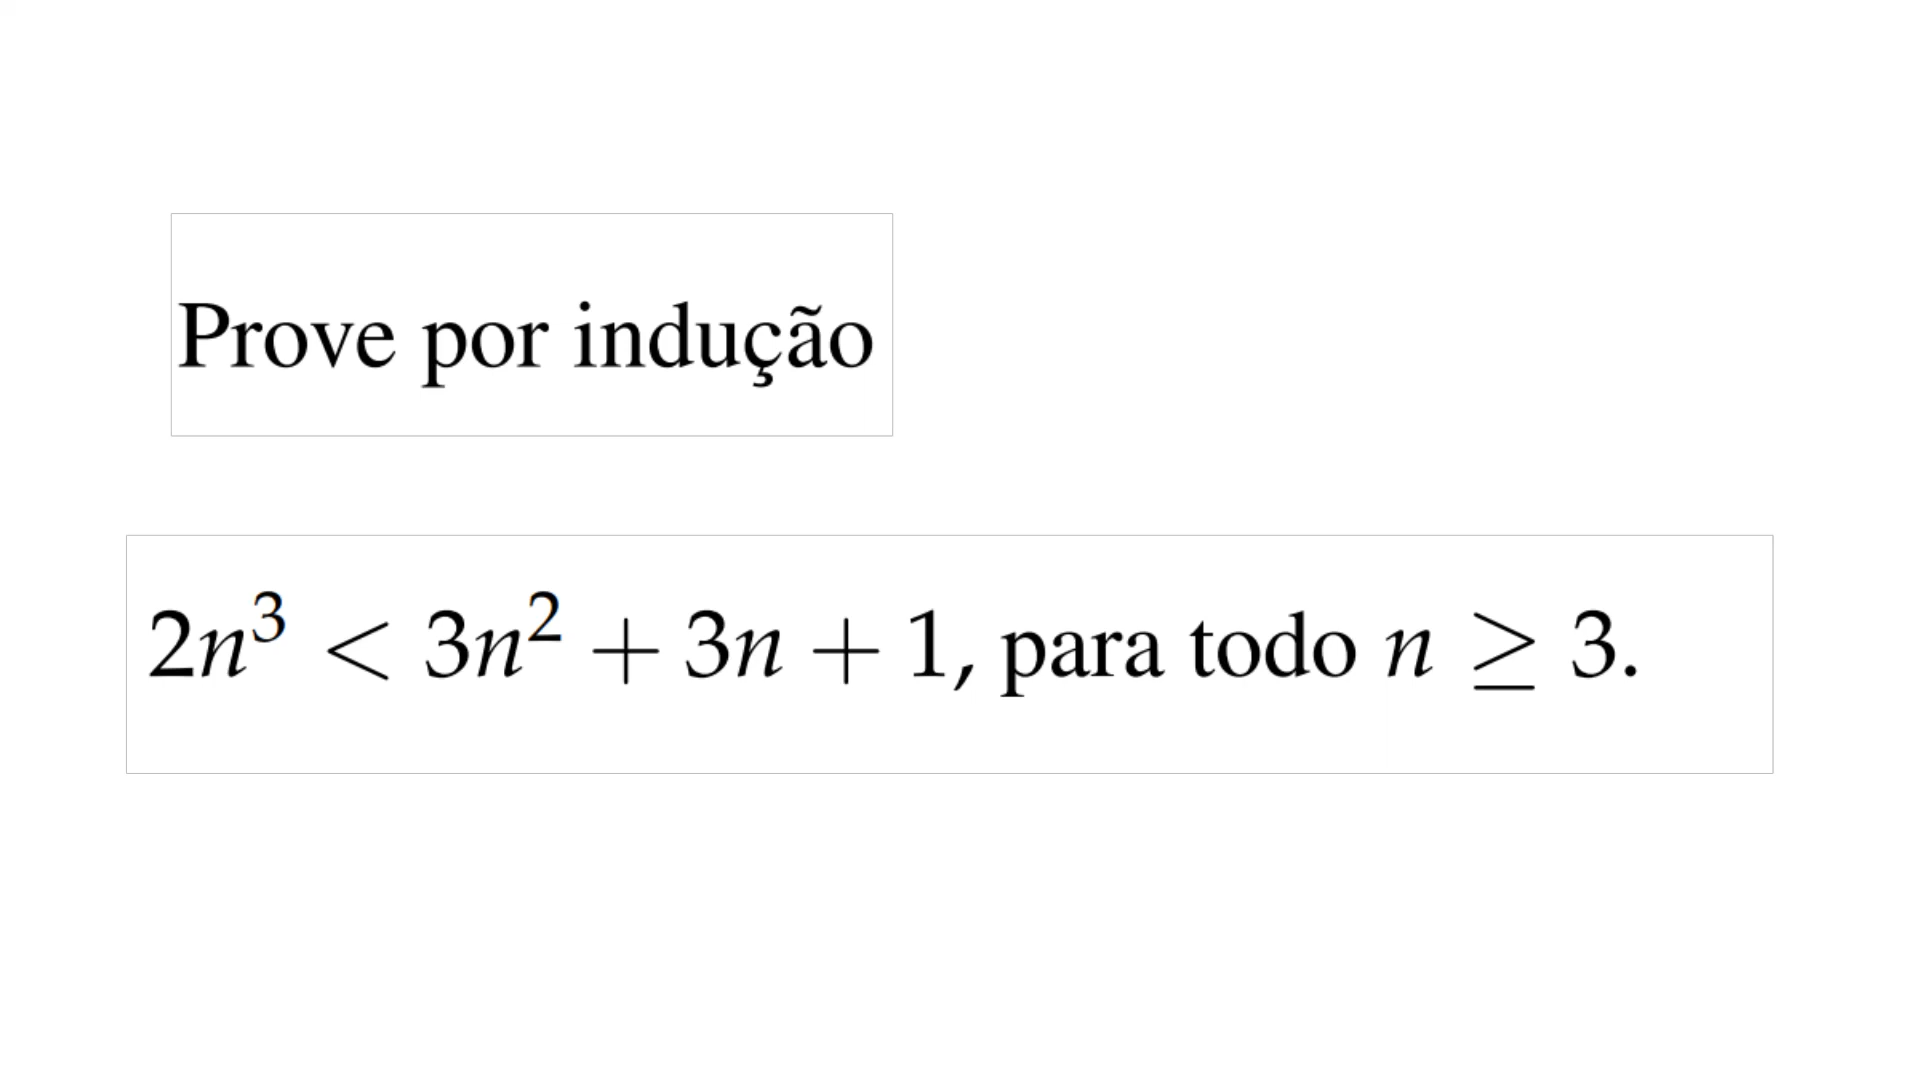 Prove por indução
2n³ < 3n² + 3n + 1, para todo n ≥ 3.